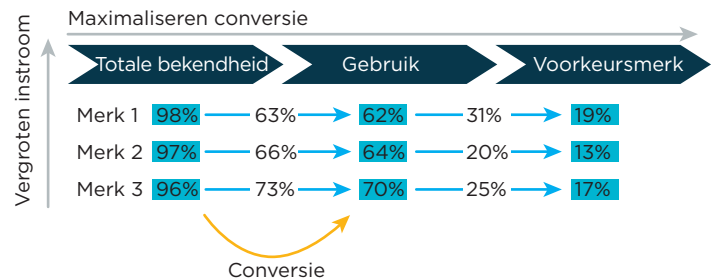 Maximaliseren conversie
Vergroten instroom
Totale bekendheid Gebruik Voorkeursmerk
Merk 1 98% 63% 62% 31% 19%
Merk 2 97% 66% 64% 20% 13%
Merk 3 96% 73% 70% 25% 17%
Conversie